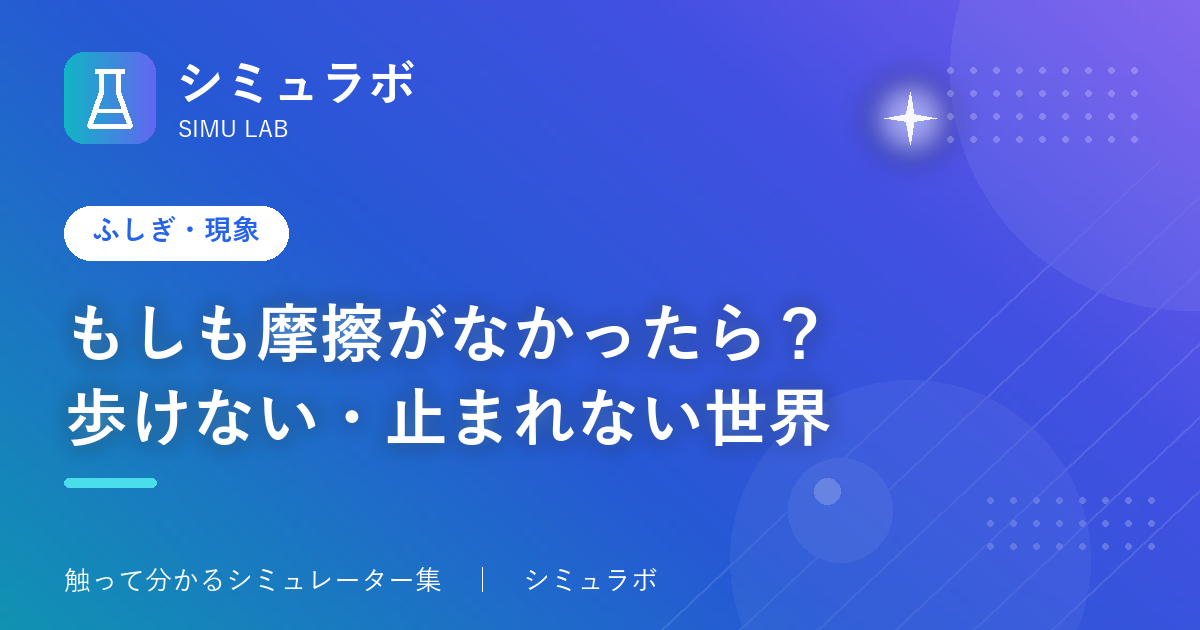 シミュラボ
SIMU LAB
ふしぎ・現象
もしも摩擦がなかったら？
歩けない・止まれない世界
触って分かるシミュレーター集 ｜ シミュラボ